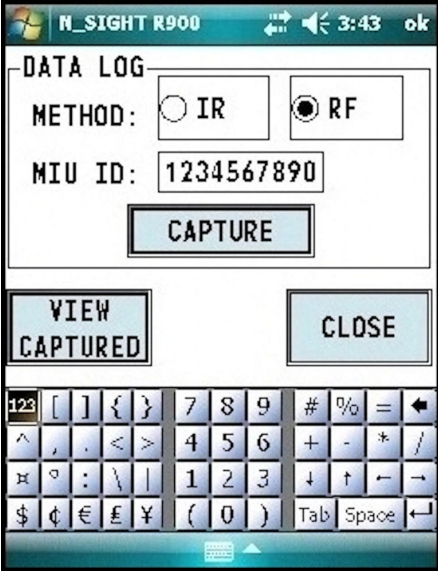 N_SIGHT R900 3:43 ok
DATA LOG
METHOD: IR RF
MIU ID: 1234567890
CAPTURE
VIEW CAPTURED
CLOSE
123 [ ] { } 7 8 9 # % = ←
^ , . < > 4 5 6 + - * /
¤ º : \ | 1 2 3 ↓ ↑ ← →
$ ¢ € £ ¥ ( 0 ) Tab Space ↵